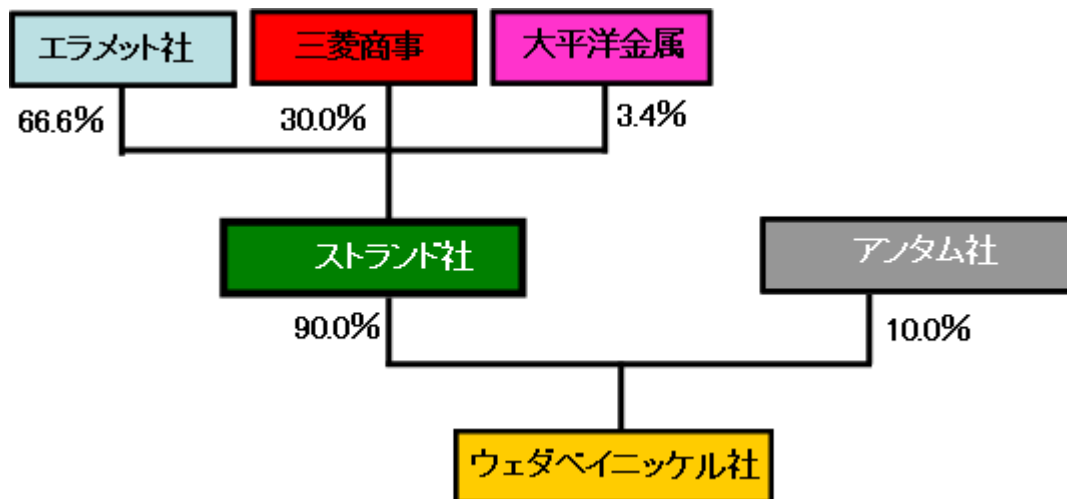 エラメット社
三菱商事
大平洋金属
66.6%
30.0%
3.4%
ストランド社
アンタム社
90.0%
10.0%
ウェダベイニッケル社